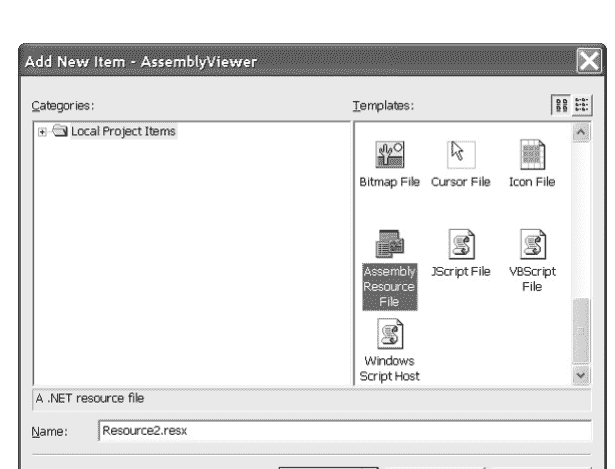 Add New Item - AssemblyViewer
Categories:
Templates:
Local Project Items
Bitmap File
Cursor File
Icon File
Assembly
Resource
File
JScript File
VBScript
File
Windows
Script Host
A .NET resource file
Name:
Resource2.resx